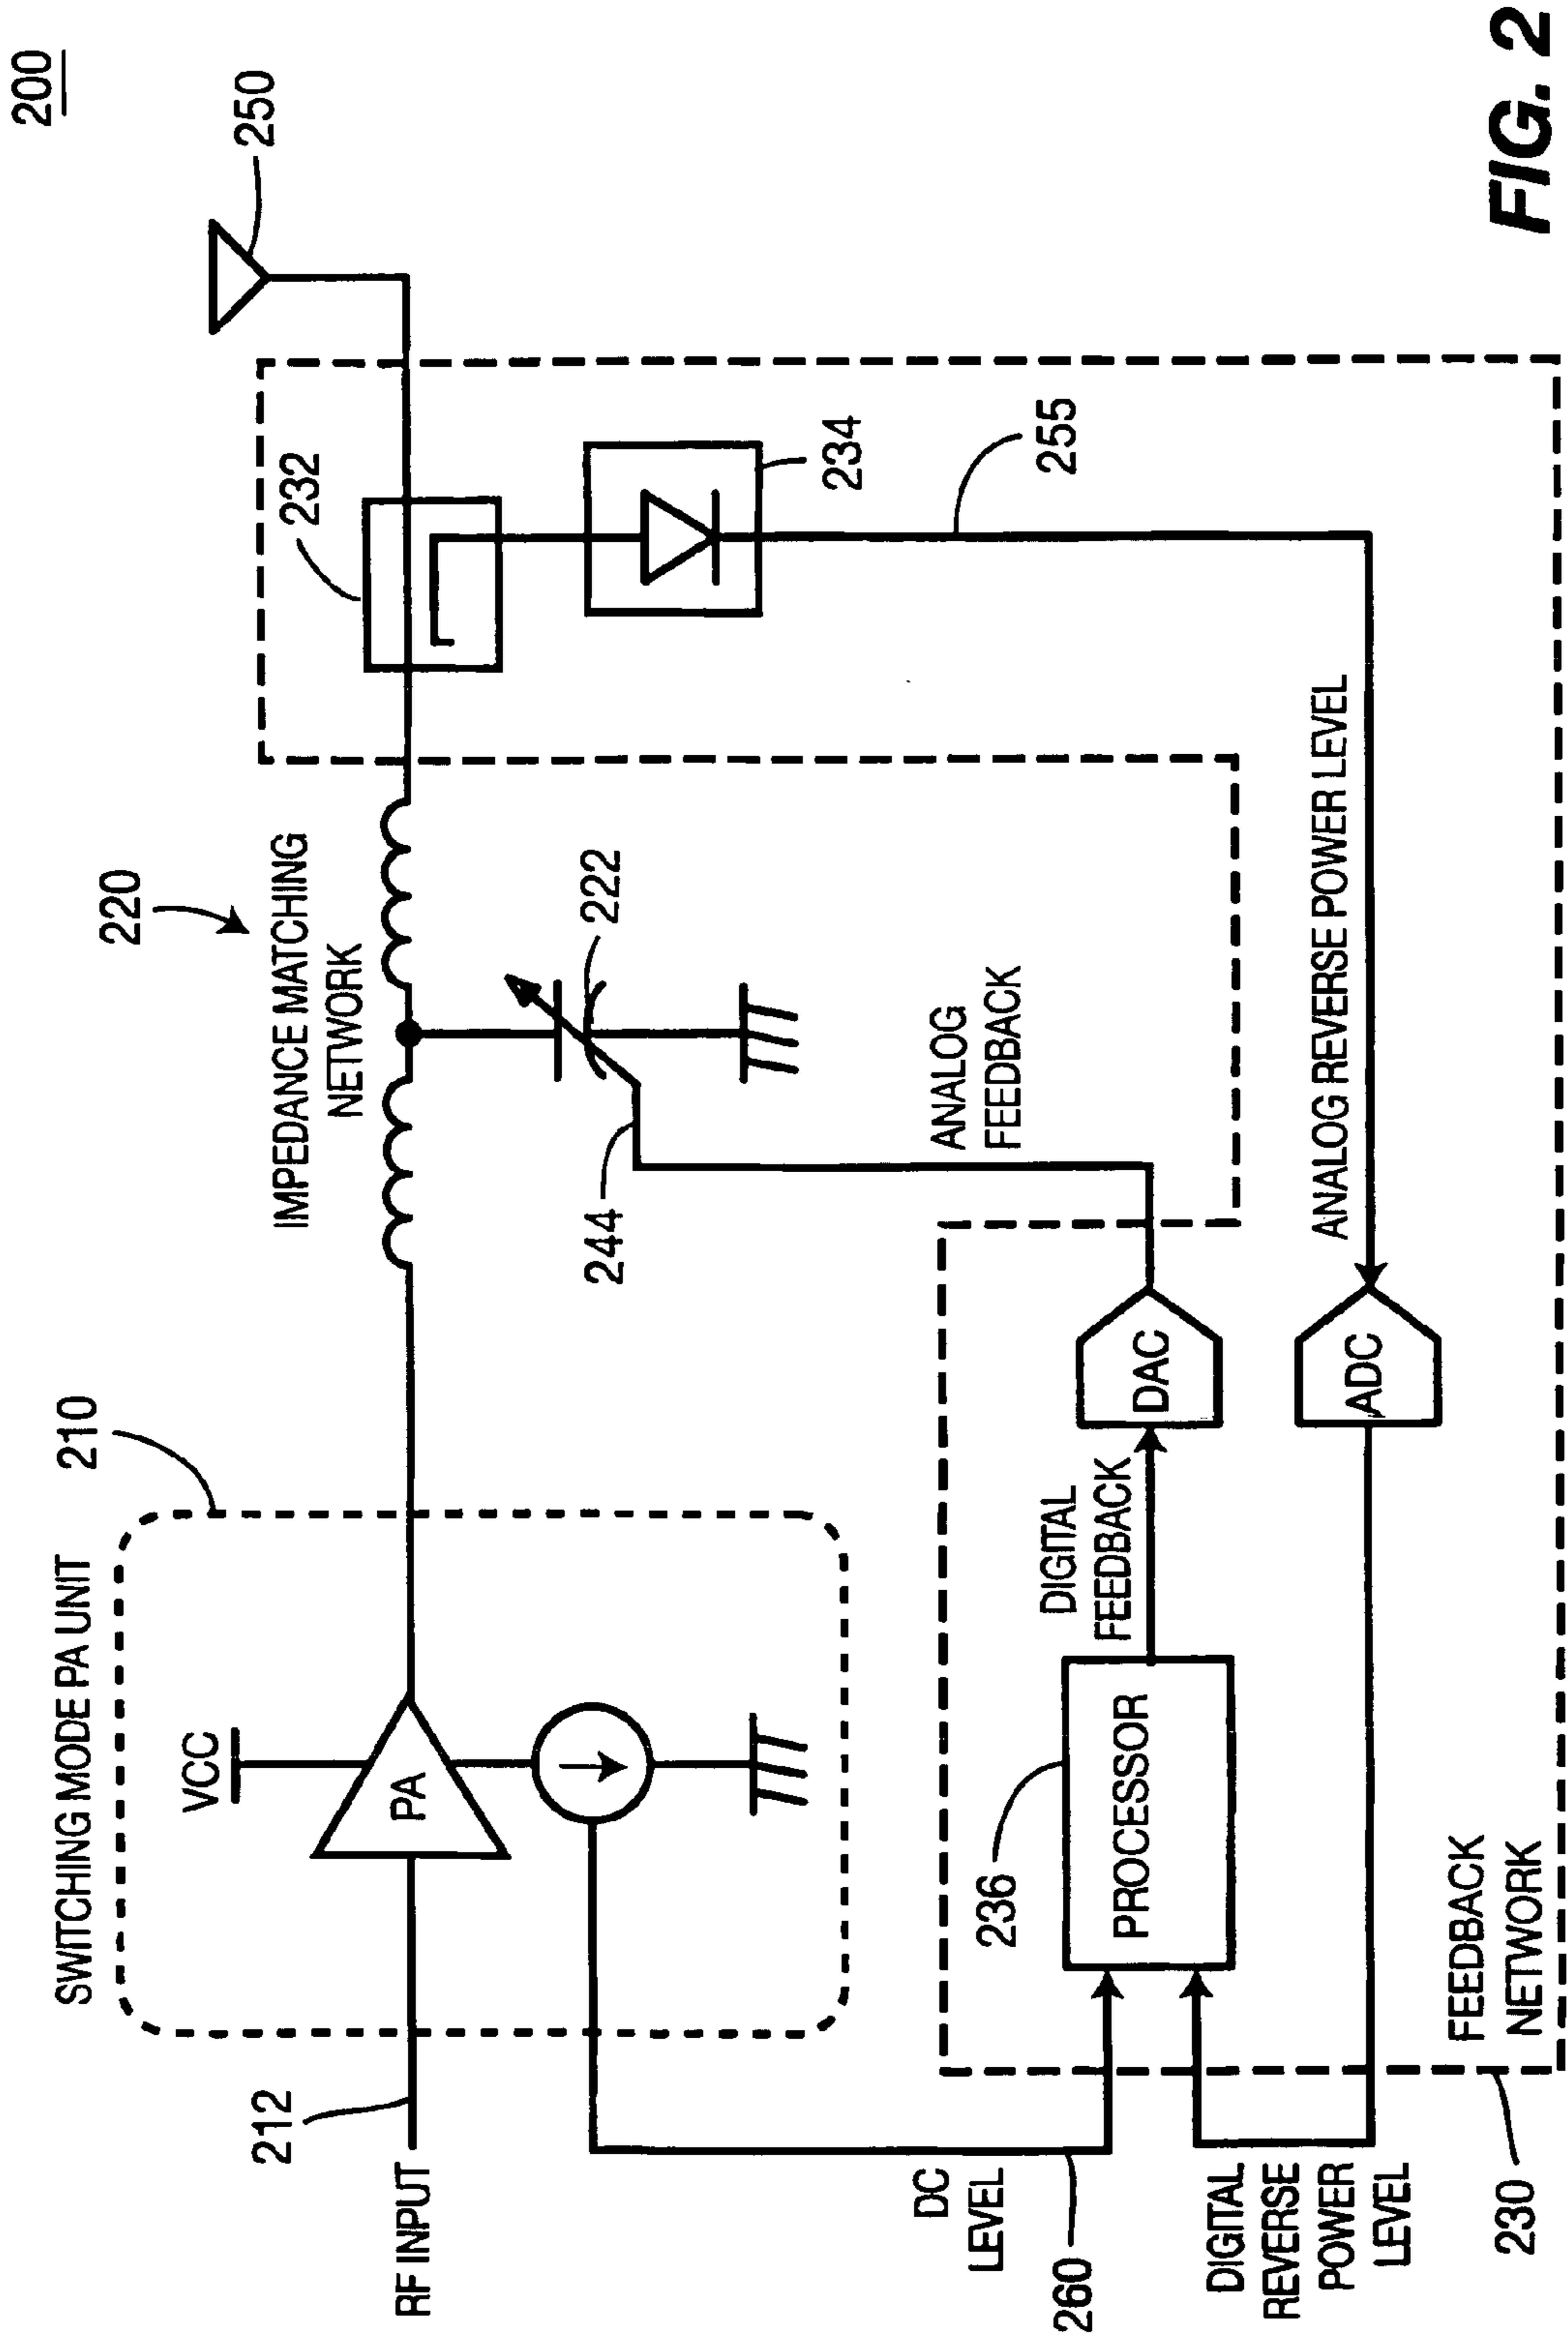 200
250
SWITCHING MODE PA UNIT
210
220
IMPEDANCE MATCHING
NETWORK
232
VCC
PA
RF INPUT
212
222
244
234
255
ANALOG
FEEDBACK
DC
LEVEL
260
236
PROCESSOR
DIGITAL
FEEDBACK
DAC
DIGITAL
REVERSE
POWER
LEVEL
ADC
ANALOG REVERSE POWER LEVEL
FEEDBACK
NETWORK
230
FIG. 2